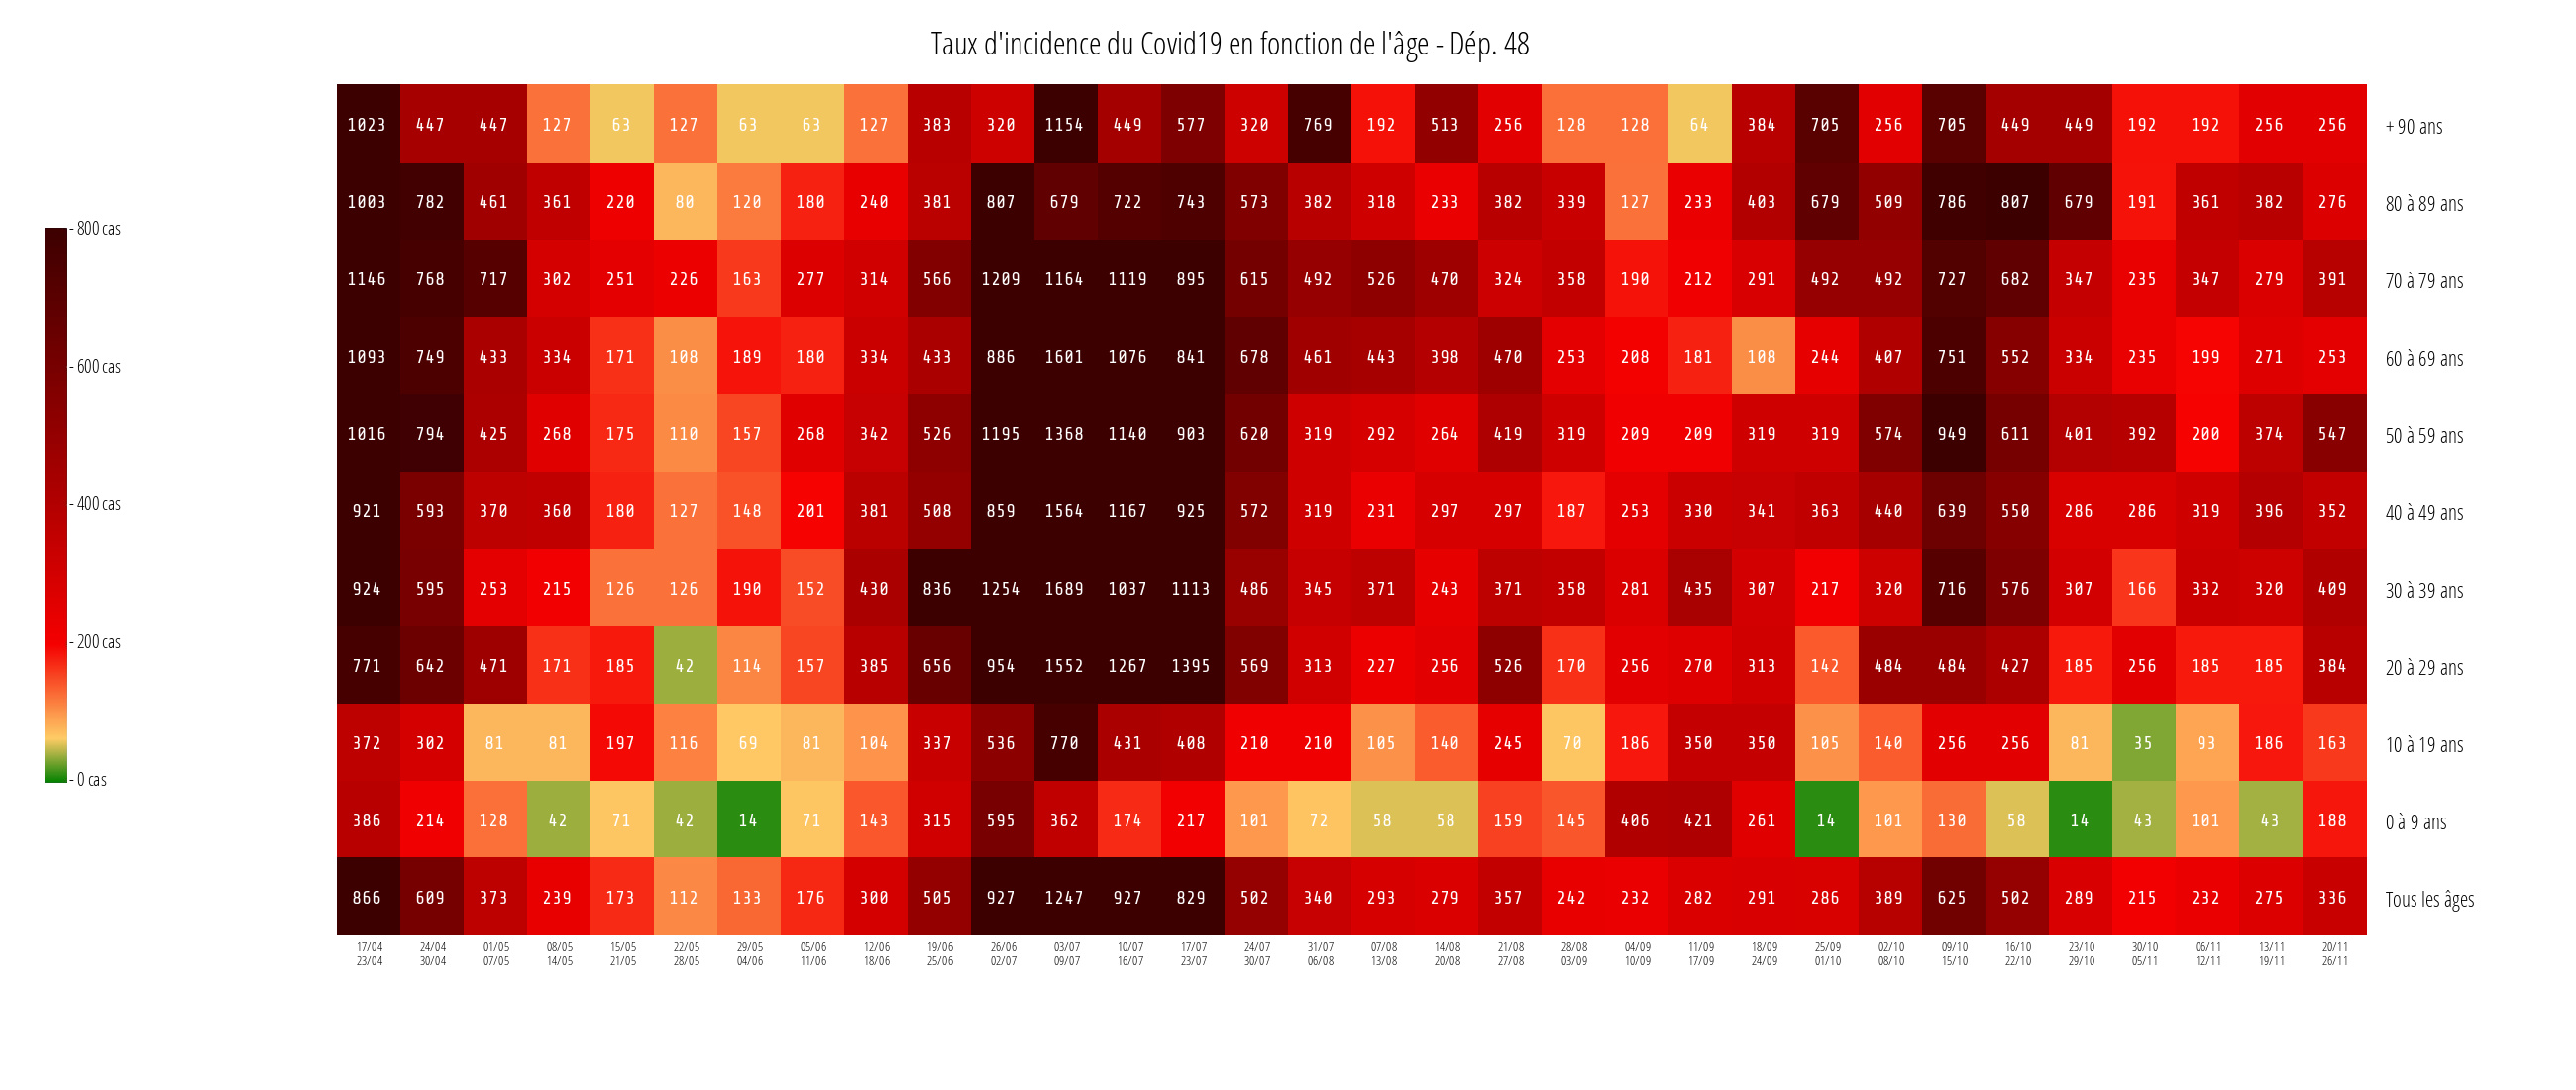 Taux d'incidence du Covid19 en fonction de l'âge - Dép. 48
1023 447 447 127 63 127 63 63 127 383 320 1154 449 577 320 769 192 513 256 128 128 64 384 705 256 705 449 449 192 192 256 256 + 90 ans
1003 782 461 361 220 80 120 180 240 381 807 679 722 743 573 382 318 233 382 339 127 233 403 679 509 786 807 679 191 361 382 276 80 à 89 ans
- 800 cas
1146 768 717 302 251 226 163 277 314 566 1209 1164 1119 895 615 492 526 470 324 358 190 212 291 492 492 727 682 347 235 347 279 391 70 à 79 ans
1093 749 433 334 171 108 189 180 334 433 886 1601 1076 841 678 461 443 398 470 253 208 181 108 244 407 751 552 334 235 199 271 253 60 à 69 ans
- 600 cas
1016 794 425 268 175 110 157 268 342 526 1195 1368 1140 903 620 319 292 264 419 319 209 209 319 319 574 949 611 401 392 200 374 547 50 à 59 ans
- 400 cas
921 593 370 360 180 127 148 201 381 508 859 1564 1167 925 572 319 231 297 297 187 253 330 341 363 440 639 550 286 286 319 396 352 40 à 49 ans
924 595 253 215 126 126 190 152 430 836 1254 1689 1037 1113 486 345 371 243 371 358 281 435 307 217 320 716 576 307 166 332 320 409 30 à 39 ans
- 200 cas
771 642 471 171 185 42 114 157 385 656 954 1552 1267 1395 569 313 227 256 526 170 256 270 313 142 484 484 427 185 256 185 185 384 20 à 29 ans
372 302 81 81 197 116 69 81 104 337 536 770 431 408 210 210 105 140 245 70 186 350 350 105 140 256 256 81 35 93 186 163 10 à 19 ans
- 0 cas
386 214 128 42 71 42 14 71 143 315 595 362 174 217 101 72 58 58 159 145 406 421 261 14 101 130 58 14 43 101 43 188 0 à 9 ans
866 609 373 239 173 112 133 176 300 505 927 1247 927 829 502 340 293 279 357 242 232 282 291 286 389 625 502 289 215 232 275 336 Tous les âges
17/04 24/04 01/05 08/05 15/05 22/05 29/05 05/06 12/06 19/06 26/06 03/07 10/07 17/07 24/07 31/07 07/08 14/08 21/08 28/08 04/09 11/09 18/09 25/09 02/10 09/10 16/10 23/10 30/10 06/11 13/11 20/11
23/04 30/04 07/05 14/05 21/05 28/05 04/06 11/06 18/06 25/06 02/07 09/07 16/07 23/07 30/07 06/08 13/08 20/08 27/08 03/09 10/09 17/09 24/09 01/10 08/10 15/10 22/10 29/10 05/11 12/11 19/11 26/11